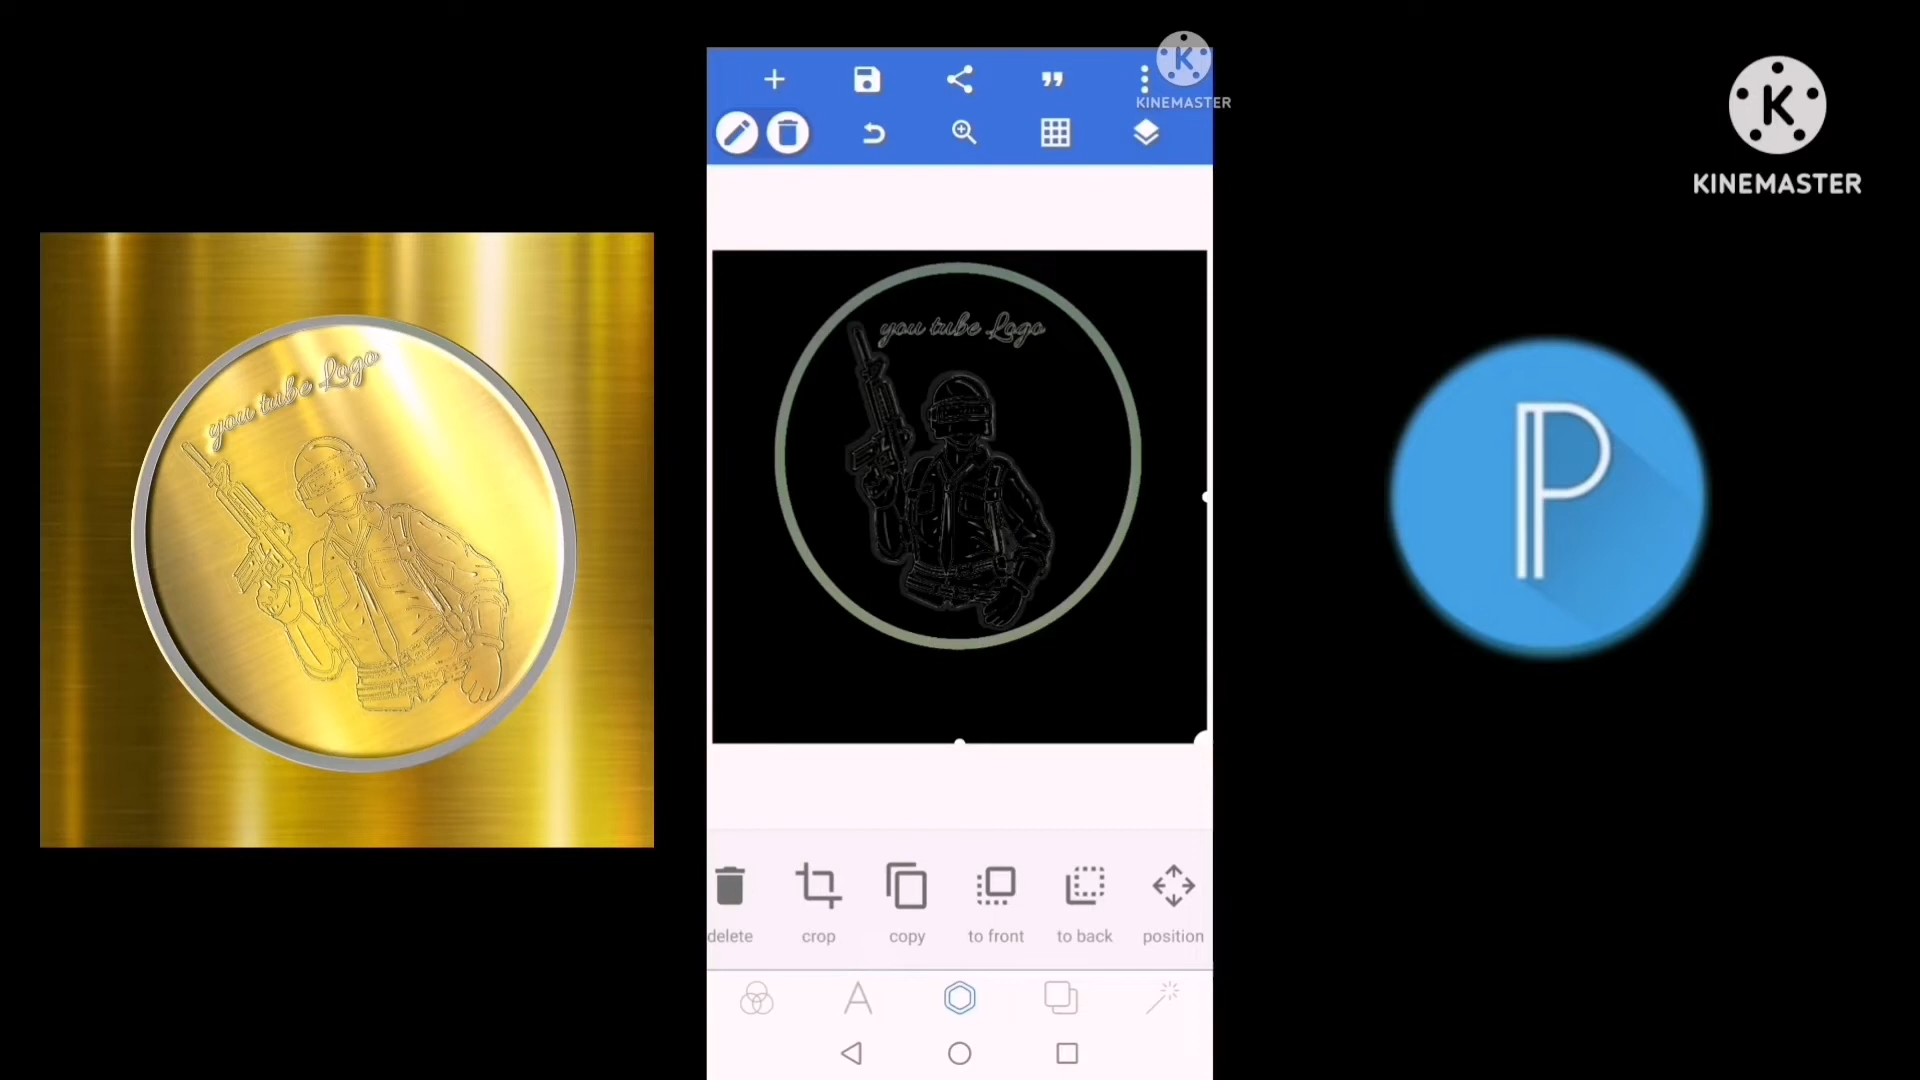 KINEMASTER
KINEMASTER
you tube Logo
you tube Logo
P
delete
crop
copy
to front
to back
position